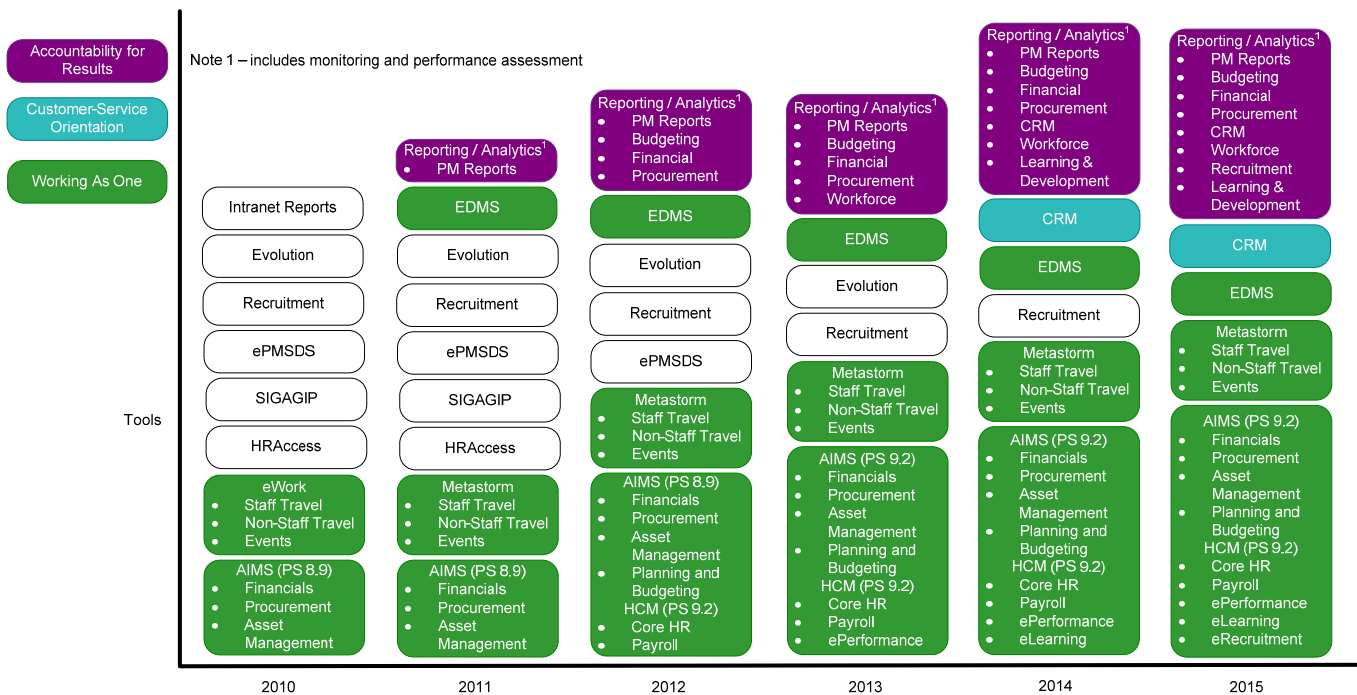 Accountability for
Results
Customer-Service
Orientation
Working As One
Note 1 – includes monitoring and performance assessment
Tools
Intranet Reports
Evolution
Recruitment
ePMSDS
SIGAGIP
HRAccess
eWork
• Staff Travel
• Non-Staff Travel
• Events
AIMS (PS 8.9)
• Financials
• Procurement
• Asset
Management
2010
Reporting / Analytics¹
• PM Reports
EDMS
Evolution
Recruitment
ePMSDS
SIGAGIP
HRAccess
Metastorm
• Staff Travel
• Non-Staff Travel
• Events
AIMS (PS 8.9)
• Financials
• Procurement
• Asset
Management
2011
Reporting / Analytics¹
• PM Reports
• Budgeting
• Financial
• Procurement
EDMS
Evolution
Recruitment
ePMSDS
Metastorm
• Staff Travel
• Non-Staff Travel
• Events
AIMS (PS 8.9)
• Financials
• Procurement
• Asset
Management
• Planning and
Budgeting
HCM (PS 9.2)
• Core HR
• Payroll
2012
Reporting / Analytics¹
• PM Reports
• Budgeting
• Financial
• Procurement
• Workforce
EDMS
Evolution
Recruitment
Metastorm
• Staff Travel
• Non-Staff Travel
• Events
AIMS (PS 9.2)
• Financials
• Procurement
• Asset
Management
• Planning and
Budgeting
HCM (PS 9.2)
• Core HR
• Payroll
• ePerformance
2013
Reporting / Analytics¹
• PM Reports
• Budgeting
• Financial
• Procurement
• CRM
• Workforce
• Learning &
Development
CRM
EDMS
Recruitment
Metastorm
• Staff Travel
• Non-Staff Travel
• Events
AIMS (PS 9.2)
• Financials
• Procurement
• Asset
Management
• Planning and
Budgeting
HCM (PS 9.2)
• Core HR
• Payroll
• ePerformance
• eLearning
2014
Reporting / Analytics¹
• PM Reports
• Budgeting
• Financial
• Procurement
• CRM
• Workforce
• Recruitment
• Learning &
Development
CRM
EDMS
Metastorm
• Staff Travel
• Non-Staff Travel
• Events
AIMS (PS 9.2)
• Financials
• Procurement
• Asset
Management
• Planning and
Budgeting
HCM (PS 9.2)
• Core HR
• Payroll
• ePerformance
• eLearning
• eRecruitment
2015